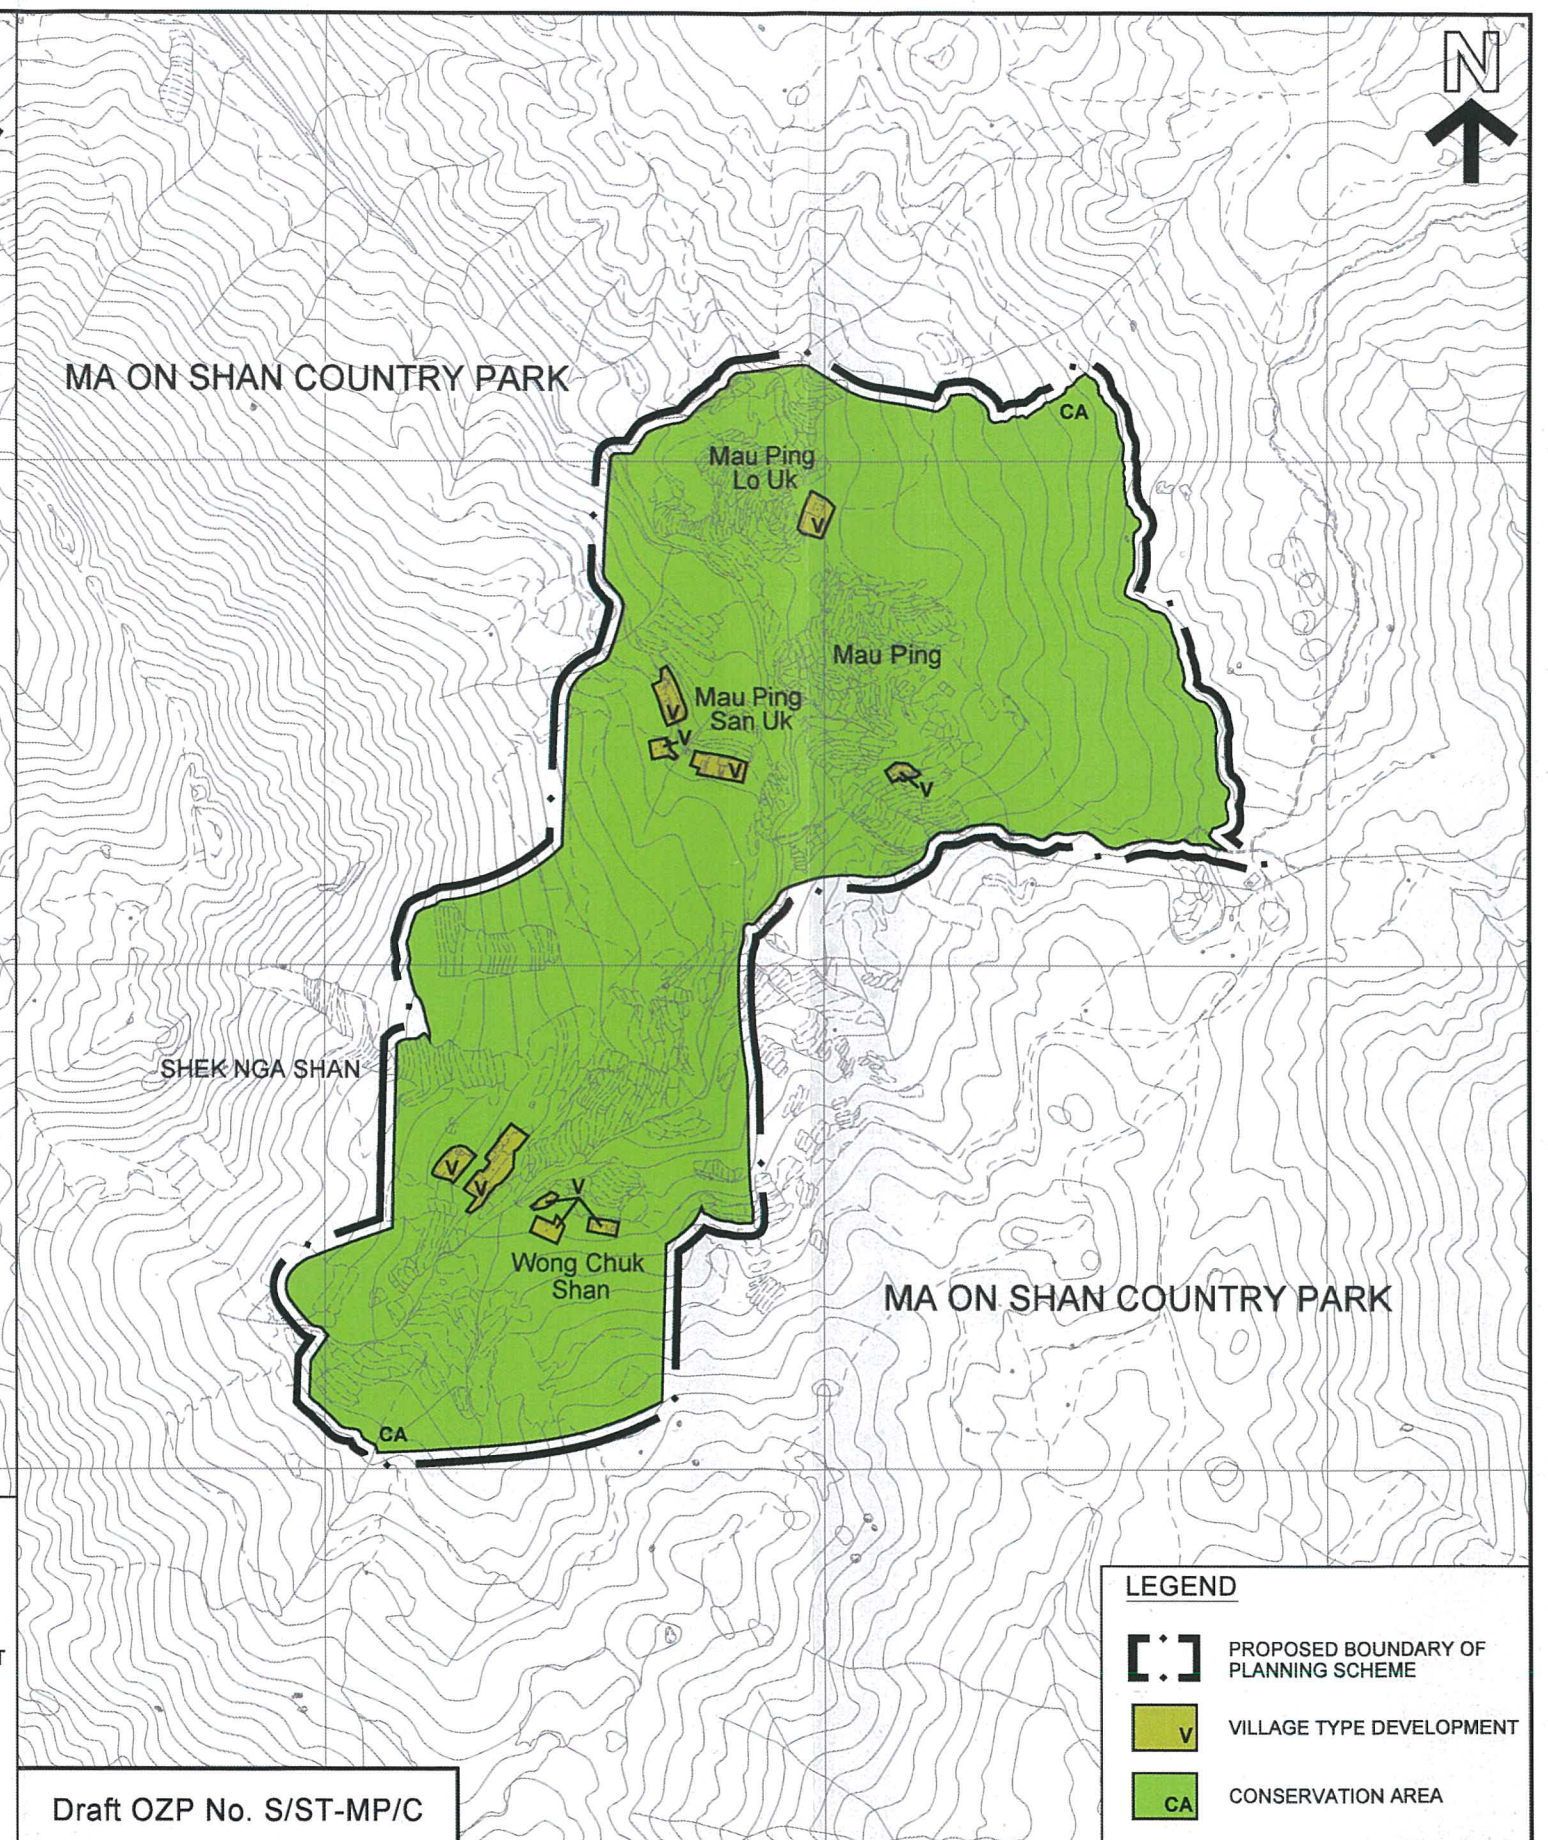 N
MA ON SHAN COUNTRY PARK
CA
Mau Ping
Lo Uk
V
Mau Ping
Mau Ping
San Uk
V
V
V
V
SHEK NGA SHAN
V
V
V
Wong Chuk
Shan
MA ON SHAN COUNTRY PARK
CA
LEGEND
PROPOSED BOUNDARY OF
PLANNING SCHEME
V
VILLAGE TYPE DEVELOPMENT
CA
CONSERVATION AREA
Draft OZP No. S/ST-MP/C